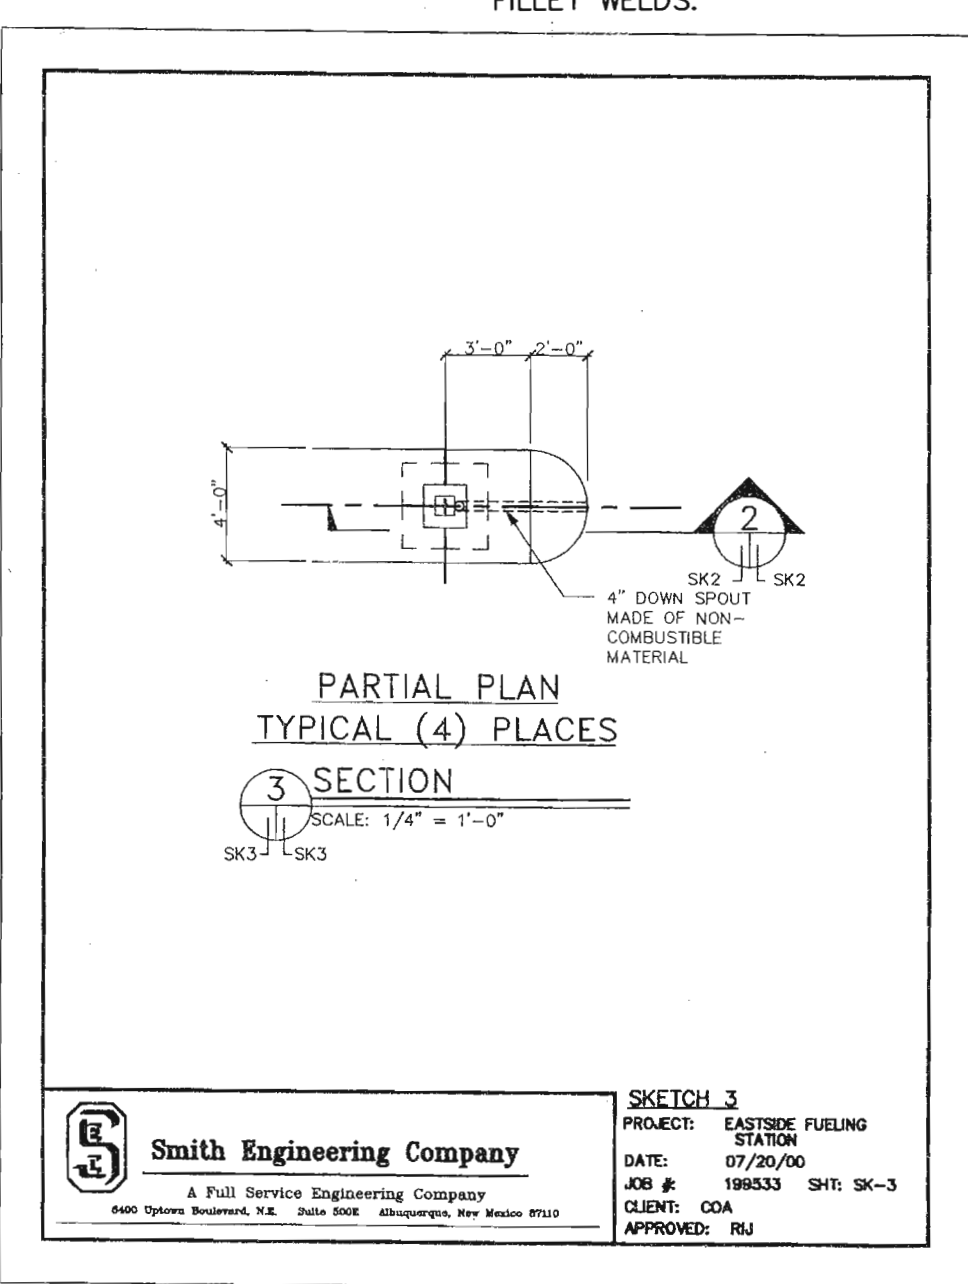 FILLET WELDS.
3'-0" 2'-0"
4'-0"
2
SK2 SK2
4" DOWN SPOUT
MADE OF NON-
COMBUSTIBLE
MATERIAL
PARTIAL PLAN
TYPICAL (4) PLACES
3 SECTION
SCALE: 1/4" = 1'-0"
SK3 SK3
SEI
Smith Engineering Company
A Full Service Engineering Company
6400 Uptown Boulevard, N.E. Suite 500E Albuquerque, New Mexico 87110
SKETCH 3
PROJECT: EASTSIDE FUELING
STATION
DATE: 07/20/00
JOB #: 199533 SHT: SK-3
CLIENT: COA
APPROVED: RIJ